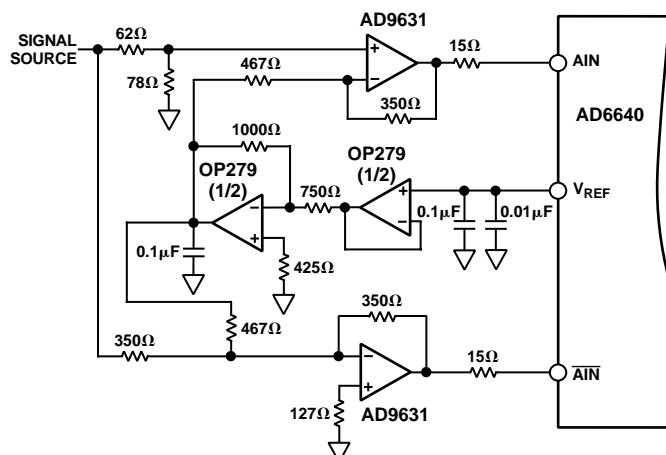 SIGNAL
SOURCE
62Ω
78Ω
467Ω
AD9631
350Ω
15Ω
AIN
AD6640
1000Ω
OP279
(1/2)
750Ω
OP279
(1/2)
VREF
0.1μF
0.01μF
0.1μF
425Ω
467Ω
350Ω
350Ω
127Ω
AD9631
15Ω
AIN
+
−
−
+
+
−
−
+